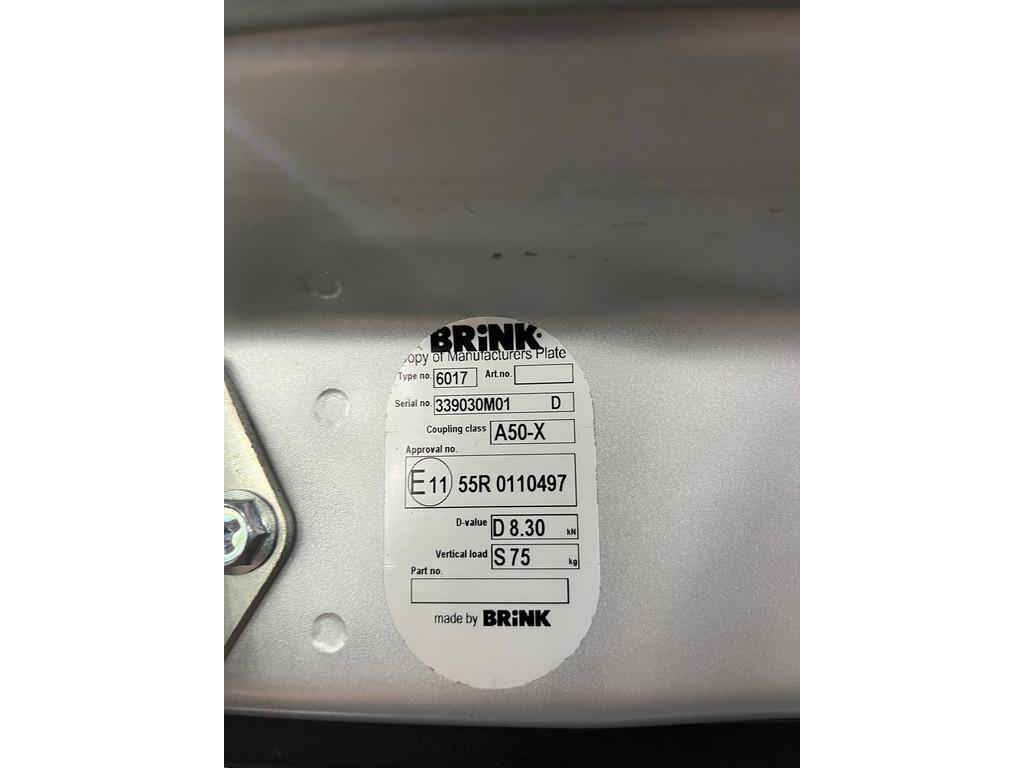 BRiNK
opy of Manufacturers Plate
Type no. 6017 Art.no.
Serial no. 339030M01 D
Coupling class A50-X
Approval no.
E11 55R 0110497
D-value D 8.30 kN
Vertical load S 75 kg
Part no.
made by BRiNK